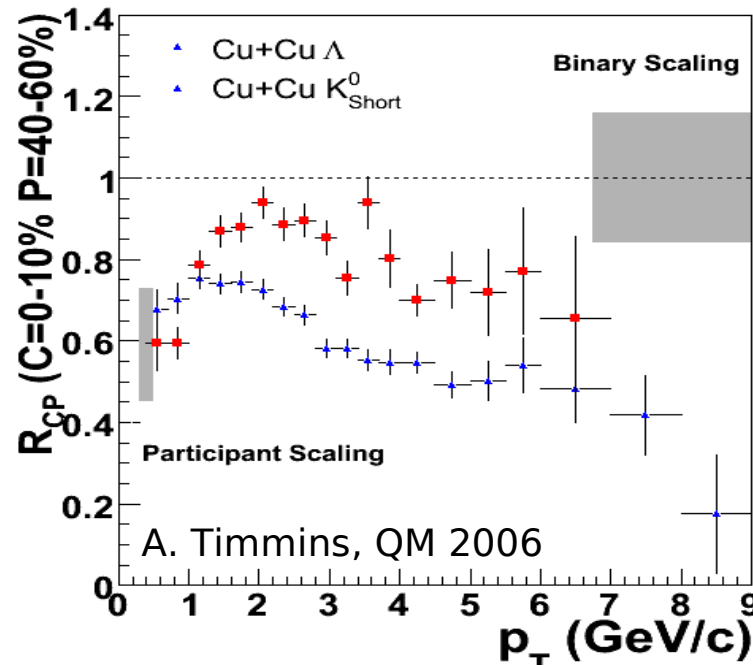 1.4
1.2
1
0.8
0.6
0.4
0.2
0
R_CP (C=0-10% P=40-60%)
Cu+Cu Λ
Cu+Cu K⁰_Short
Binary Scaling
Participant Scaling
A. Timmins, QM 2006
0 1 2 3 4 5 6 7 8 9
p_T (GeV/c)